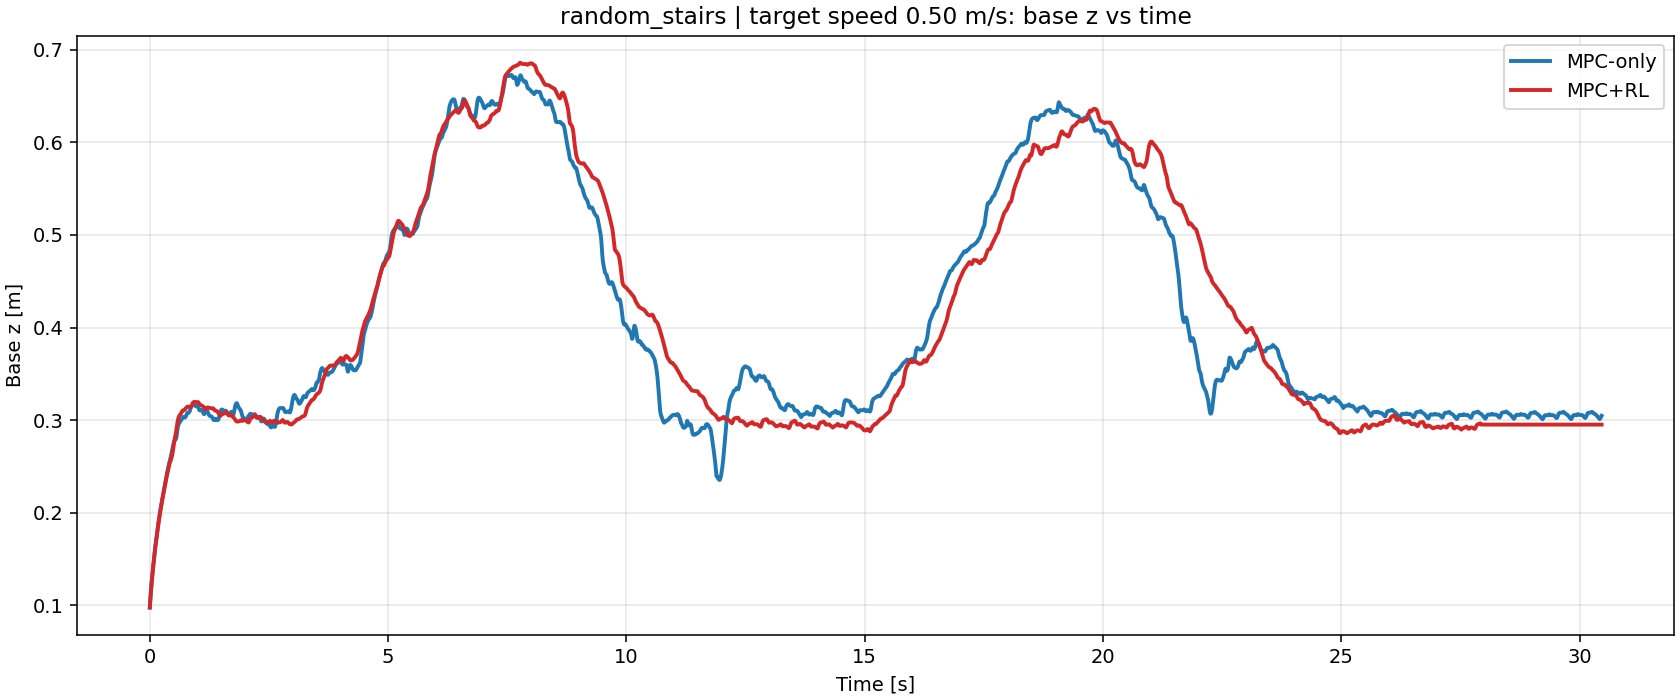 random_stairs | target speed 0.50 m/s: base z vs time
MPC-only
MPC+RL
Base z [m]
0.7
0.6
0.5
0.4
0.3
0.2
0.1
0 5 10 15 20 25 30
Time [s]